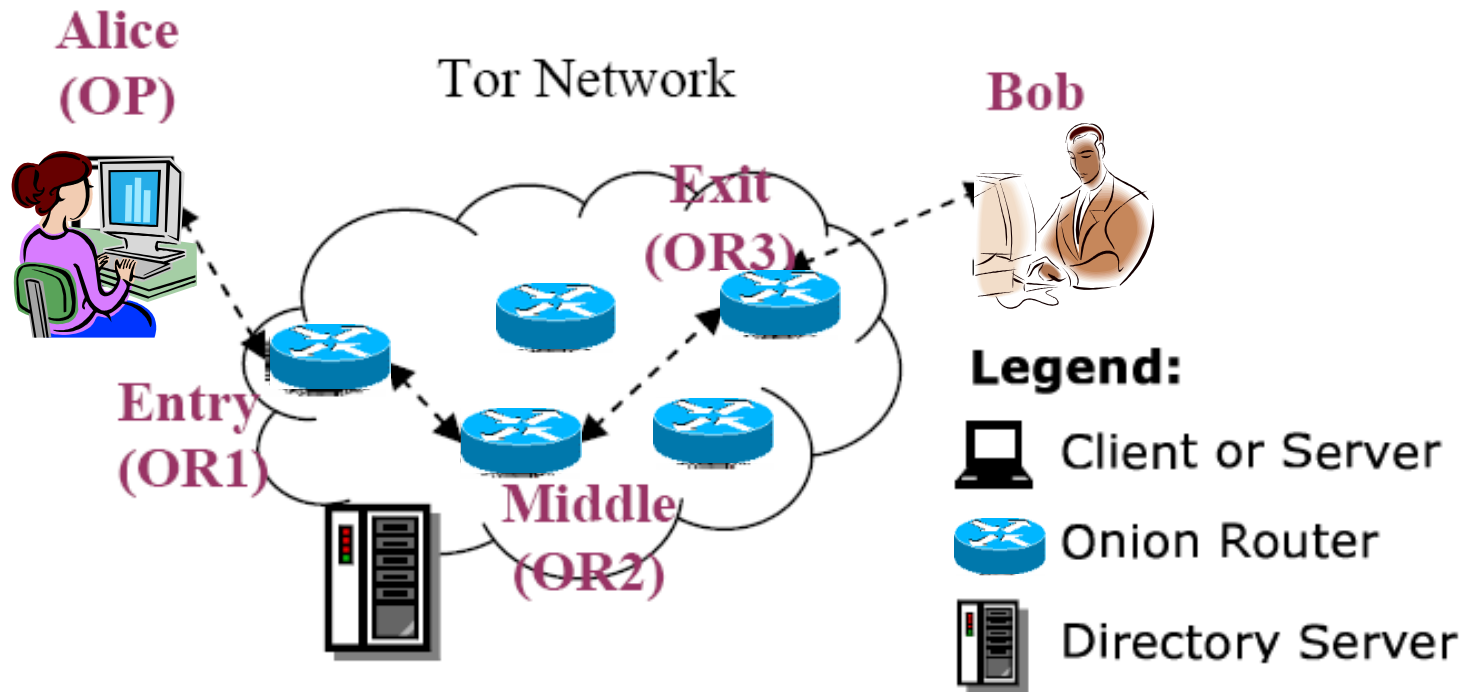 Alice
(OP)
Tor Network
Bob
Exit
(OR3)
Entry
(OR1)
Middle
(OR2)
Legend:
Client or Server
Onion Router
Directory Server